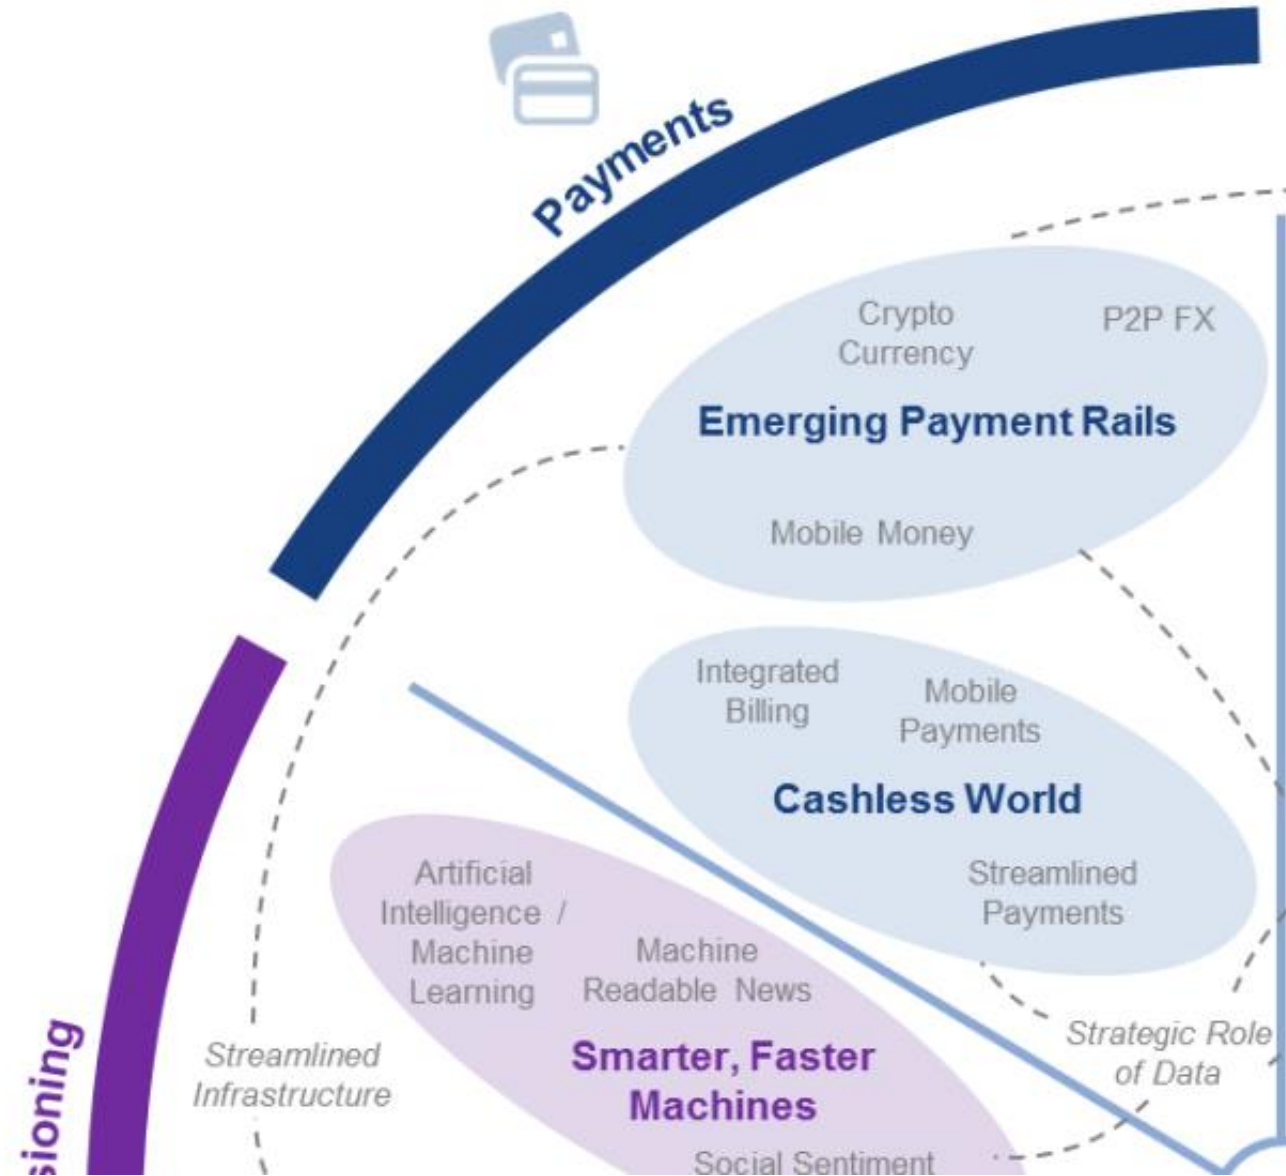 Payments
Crypto
Currency
P2P FX
Emerging Payment Rails
Mobile Money
Integrated
Billing
Mobile
Payments
Cashless World
Streamlined
Payments
Artificial
Intelligence /
Machine
Learning
Machine
Readable News
Smarter, Faster
Machines
Social Sentiment
Strategic Role
of Data
Streamlined
Infrastructure
sioning